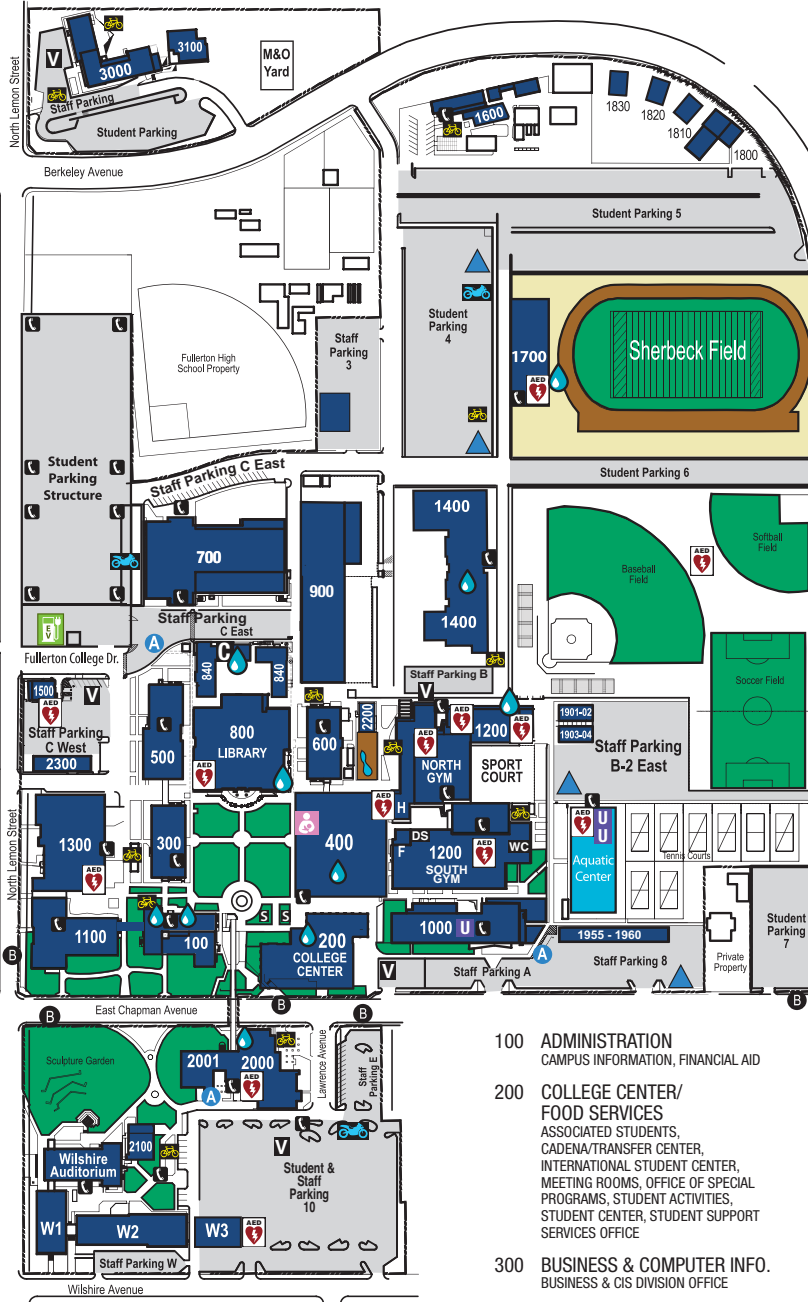 North Lemon Street
V
3000
3100
M&O
Yard
Staff Parking
Student Parking
Berkeley Avenue
1600
1830
1820
1810
1800
Student Parking 5
Student
Parking
4
Staff
Parking
3
Fullerton High
School Property
1700
AED
Sherbeck Field
Student Parking 6
Student
Parking
Structure
Staff Parking C East
700
900
1400
1400
AED
Baseball
Field
Softball
Field
EV
Staff Parking
C East
A
Fullerton College Dr.
C
840
840
Staff Parking B
V
1500
AED
V
Staff Parking
C West
2300
500
800
LIBRARY
AED
600
2200
AED
AED
NORTH
GYM
1200
AED
SPORT
COURT
1901-02
1903-04
Staff Parking
B-2 East
Soccer Field
North Lemon Street
1300
AED
300
400
AED
H
DS
F
1200
SOUTH
GYM
AED
WC
AED
U
U
Aquatic
Center
Tennis Courts
1100
100
S
S
200
COLLEGE
CENTER
1000
U
A
1955 - 1960
Private
Property
Student
Parking
7
B
V
Staff Parking A
Staff Parking 8
B
B
East Chapman Avenue
B
B
Sculpture Garden
2001
2000
AED
A
Lawrence Avenue
Staff
Parking E
2100
Wilshire
Auditorium
V
Student &
Staff
Parking
10
W1
W2
W3
AED
Staff Parking W
Wilshire Avenue
100 ADMINISTRATION
CAMPUS INFORMATION, FINANCIAL AID
200 COLLEGE CENTER/
FOOD SERVICES
ASSOCIATED STUDENTS,
CADENA/TRANSFER CENTER,
INTERNATIONAL STUDENT CENTER,
MEETING ROOMS, OFFICE OF SPECIAL
PROGRAMS, STUDENT ACTIVITIES,
STUDENT CENTER, STUDENT SUPPORT
SERVICES OFFICE
300 BUSINESS & COMPUTER INFO.
BUSINESS & CIS DIVISION OFFICE